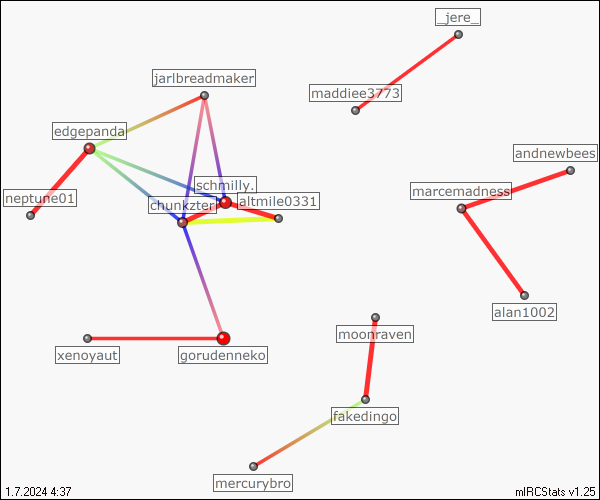 _jere_
jarlbreadmaker
maddiee3773
edgepanda
andnewbees
schmilly.
marcemadness
neptune01
chunkzter
altmile0331
alan1002
moonraven
xenoyaut
gorudenneko
fakedingo
mercurybro
1.7.2024 4:37
mIRCStats v1.25